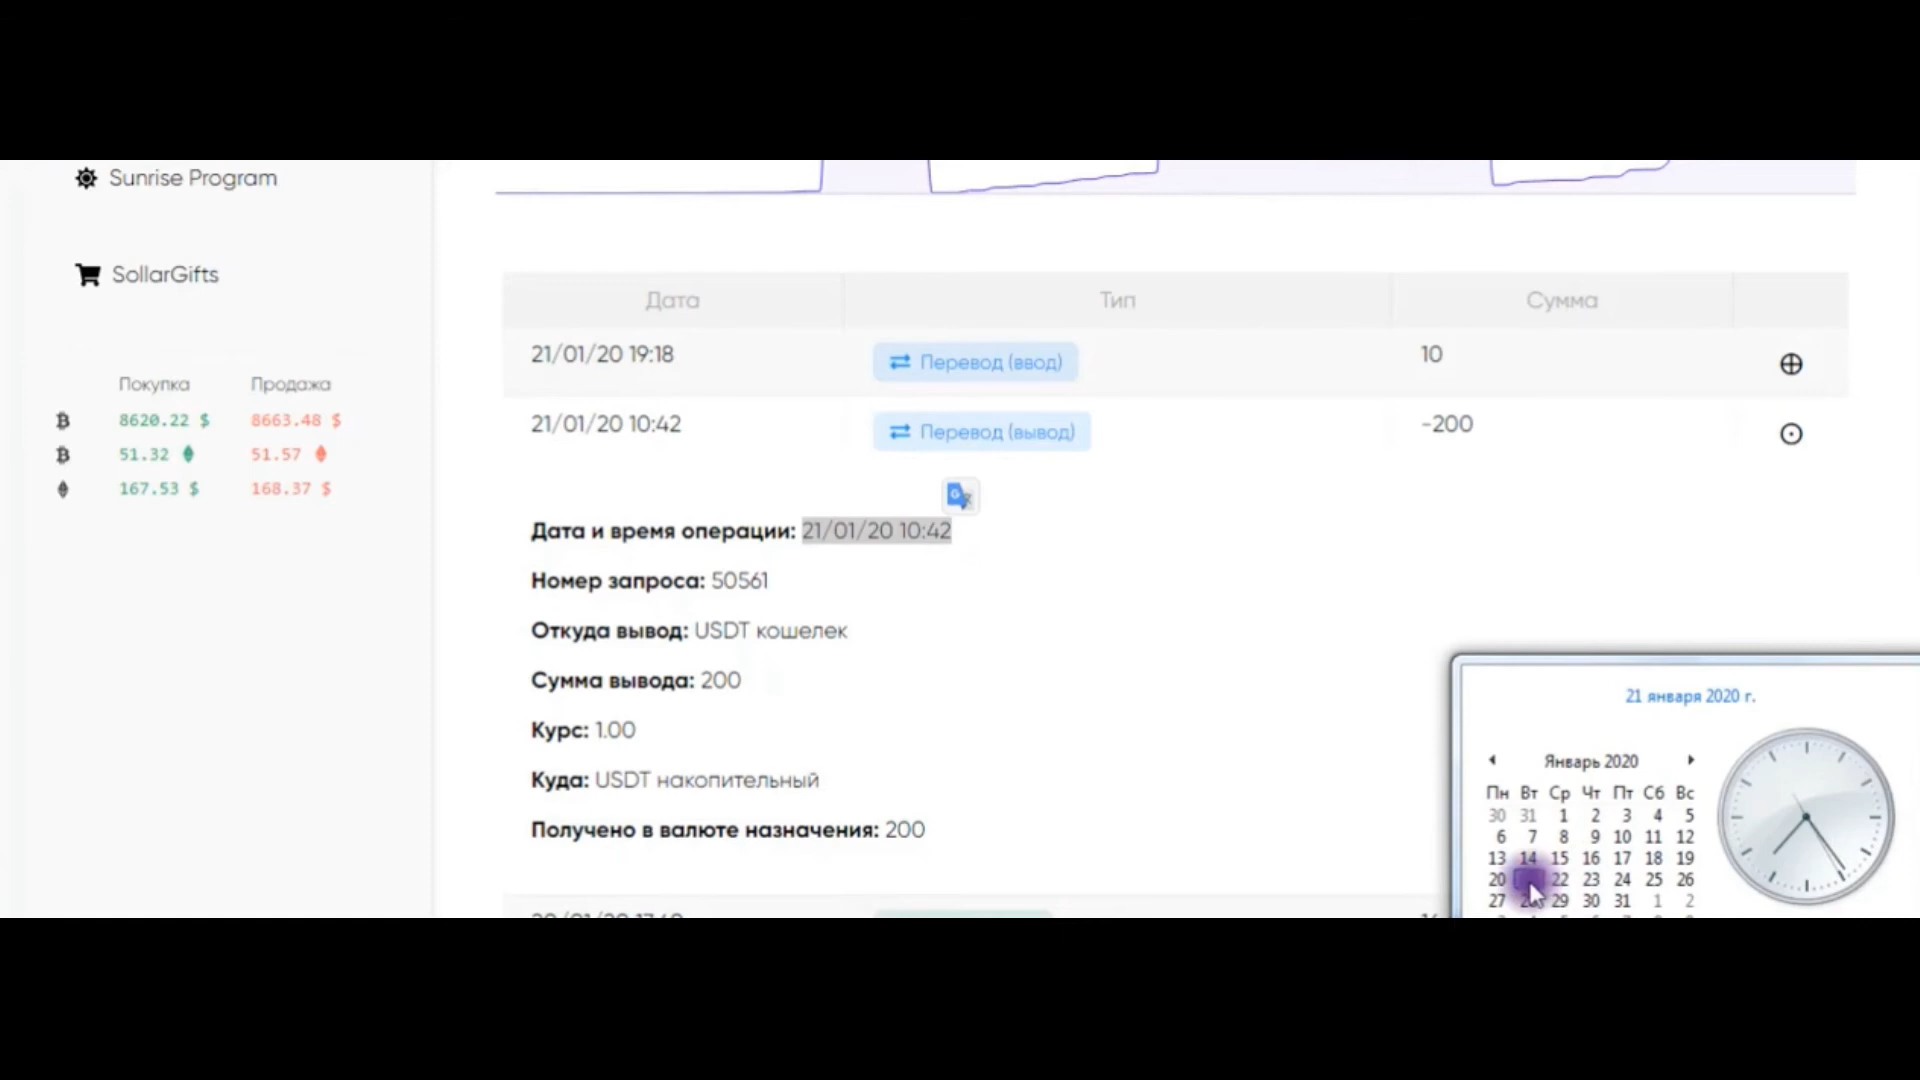 Sunrise Program
SollarGifts
Покупка Продажа
8620.22 $ 8663.48 $
51.32 51.57
167.53 $ 168.37 $
Дата Тип Сумма
21/01/20 19:18 Перевод (ввод) 10
21/01/20 10:42 Перевод (вывод) -200
Дата и время операции: 21/01/20 10:42
Номер запроса: 50561
Откуда вывод: USDT кошелек
Сумма вывода: 200
Курс: 1.00
Куда: USDT накопительный
Получено в валюте назначения: 200
21 января 2020 г.
Январь 2020
Пн Вт Ср Чт Пт Сб Вс
30 31 1 2 3 4 5
6 7 8 9 10 11 12
13 14 15 16 17 18 19
20 22 23 24 25 26
27 28 29 30 31 1 2